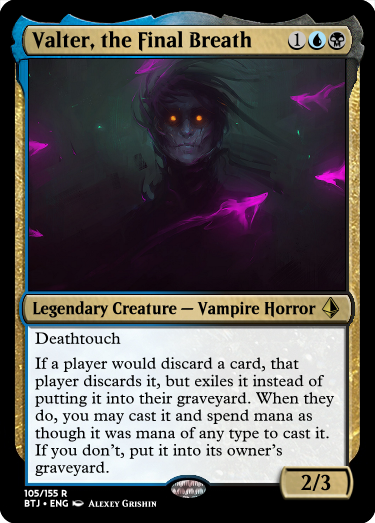 Valter, the Final Breath 1
Legendary Creature — Vampire Horror
Deathtouch
If a player would discard a card, that
player discards it, but exiles it instead of
putting it into their graveyard. When they
do, you may cast it and spend mana as
though it was mana of any type to cast it.
If you don't, put it into its owner's
graveyard.
2/3
105/155 R
BTJ • ENG Alexey Grishin